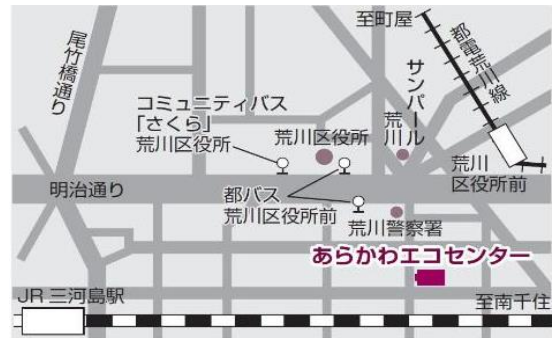 至町屋
都電荒川線
尾竹橋通り
サンパール
荒川
コミュニティバス
「さくら」
荒川区役所
荒川区役所
荒川
区役所前
明治通り
都バス
荒川区役所前
荒川警察署
あらかわエコセンター
JR 三河島駅
至南千住